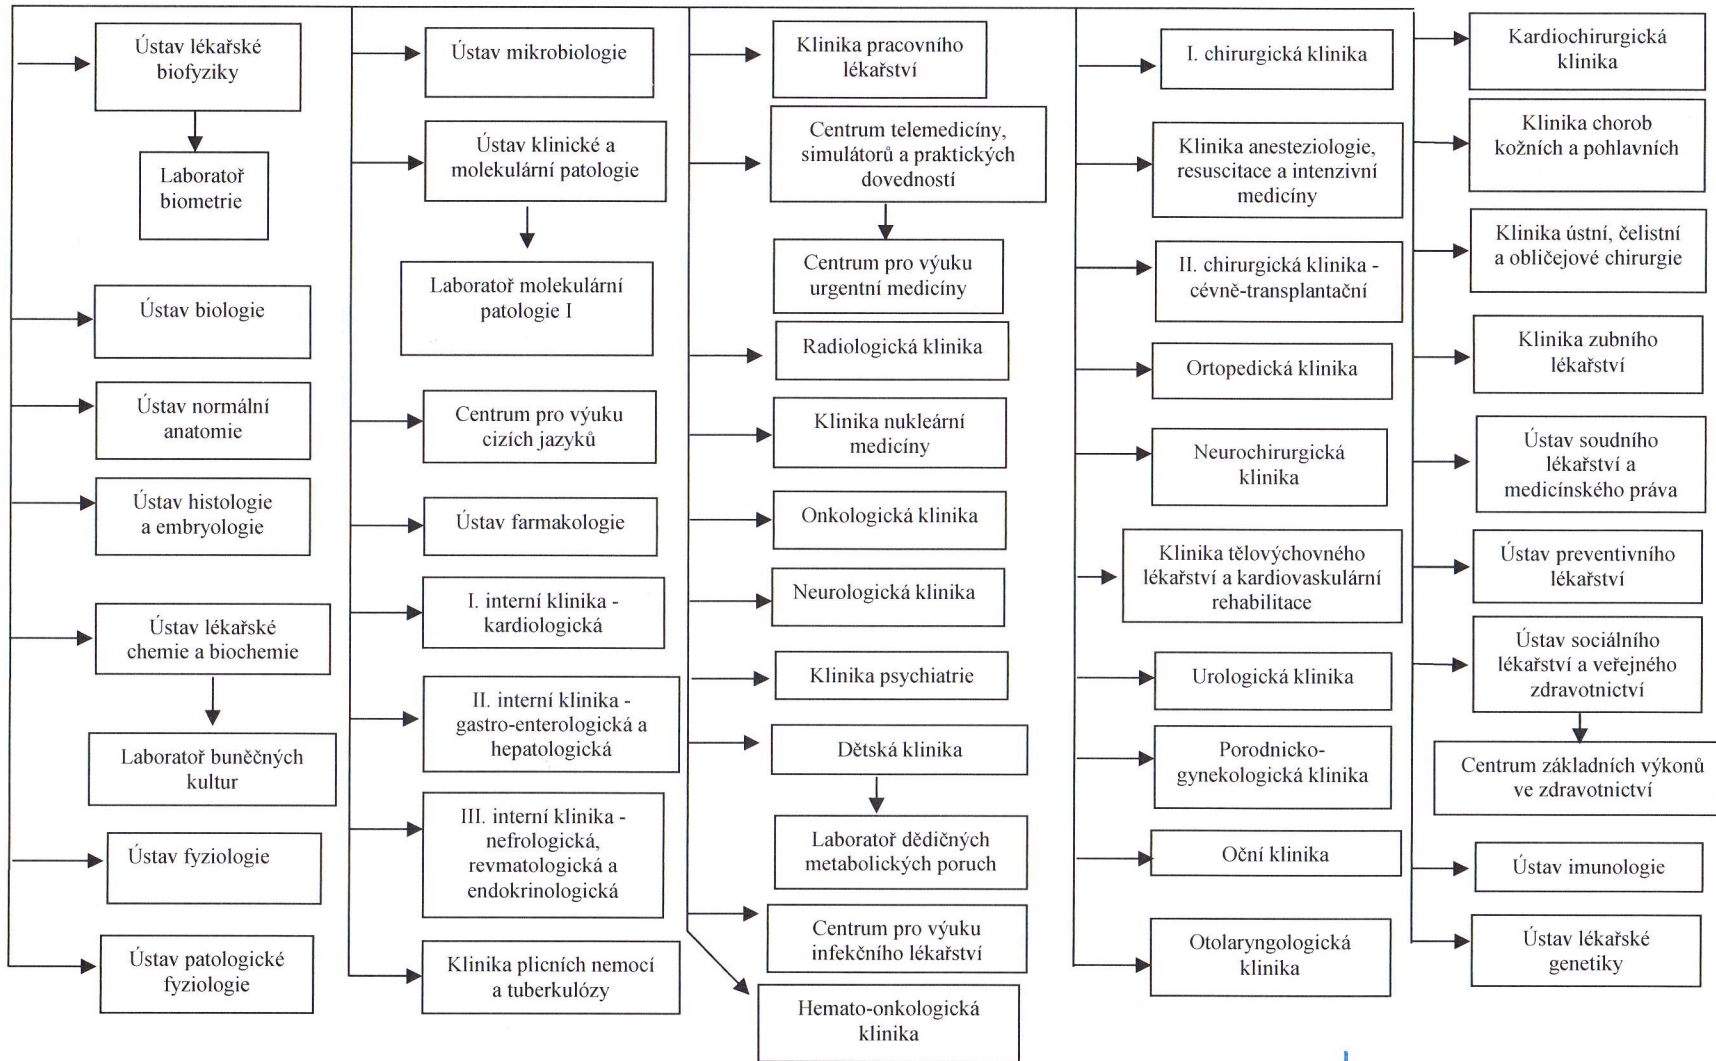 Ústav lékařské
biofyziky
Laboratoř
biometrie
Ústav biologie
Ústav normální
anatomie
Ústav histologie
a embryologie
Ústav lékařské
chemie a biochemie
Laboratoř buněčných
kultur
Ústav fyziologie
Ústav patologické
fyziologie
Ústav mikrobiologie
Ústav klinické a
molekulární patologie
Laboratoř molekulární
patologie I
Centrum pro výuku
cizích jazyků
Ústav farmakologie
I. interní klinika -
kardiologická
II. interní klinika -
gastro-enterologická a
hepatologická
III. interní klinika -
nefrologická,
revmatologická a
endokrinologická
Klinika plicních nemocí
a tuberkulózy
Klinika pracovního
lékařství
Centrum telemedicíny,
simulátorů a praktických
dovedností
Centrum pro výuku
urgentní medicíny
Radiologická klinika
Klinika nukleární
medicíny
Onkologická klinika
Neurologická klinika
Klinika psychiatrie
Dětská klinika
Laboratoř dědičných
metabolických poruch
Centrum pro výuku
infekčního lékařství
Hemato-onkologická
klinika
I. chirurgická klinika
Klinika anesteziologie,
resuscitace a intenzivní
medicíny
II. chirurgická klinika -
cévně-transplantační
Ortopedická klinika
Neurochirurgická
klinika
Klinika tělovýchovného
lékařství a kardiovaskulární
rehabilitace
Urologická klinika
Porodnicko-
gynekologická klinika
Oční klinika
Otolaryngologická
klinika
Kardiochirurgická
klinika
Klinika chorob
kožních a pohlavních
Klinika ústní, čelistní
a obličejové chirurgie
Klinika zubního
lékařství
Ústav soudního
lékařství a
medicínského práva
Ústav preventivního
lékařství
Ústav sociálního
lékařství a veřejného
zdravotnictví
Centrum základních výkonů
ve zdravotnictví
Ústav imunologie
Ústav lékařské
genetiky